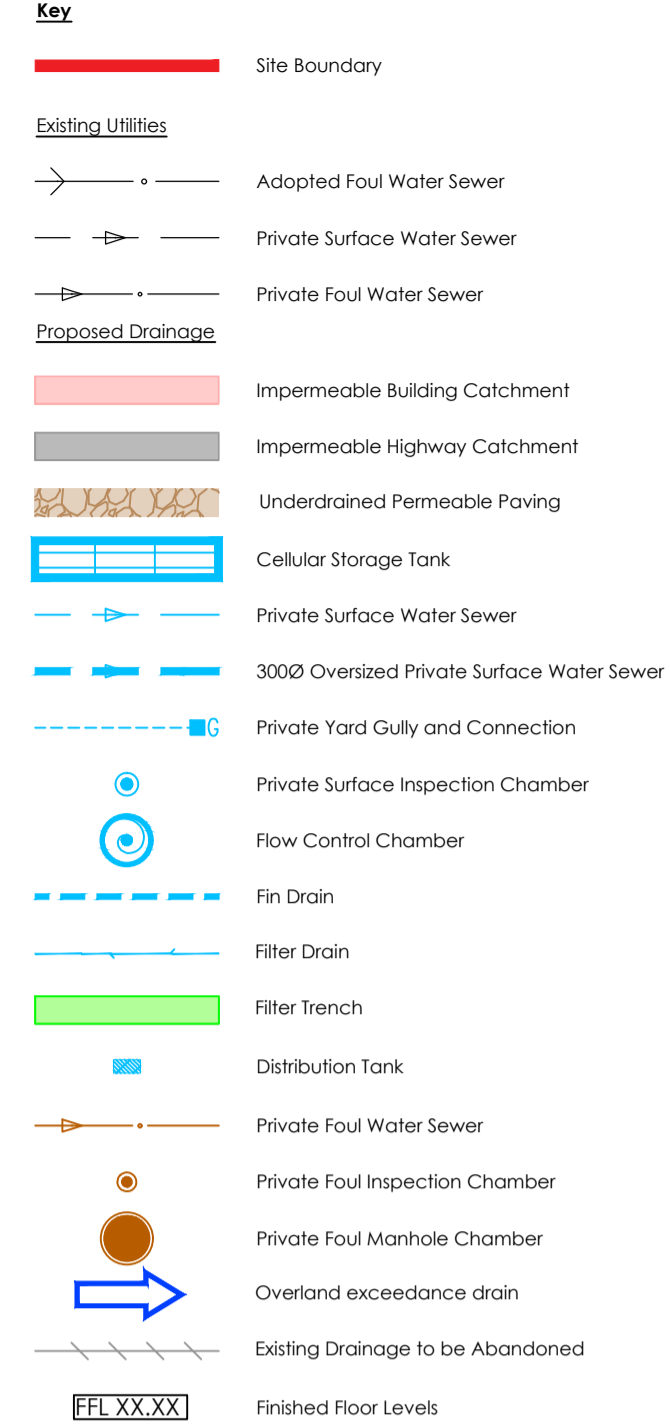 Key
Site Boundary
Existing Utilities
Adopted Foul Water Sewer
Private Surface Water Sewer
Private Foul Water Sewer
Proposed Drainage
Impermeable Building Catchment
Impermeable Highway Catchment
Underdrained Permeable Paving
Cellular Storage Tank
Private Surface Water Sewer
300Ø Oversized Private Surface Water Sewer
G Private Yard Gully and Connection
Private Surface Inspection Chamber
Flow Control Chamber
Fin Drain
Filter Drain
Filter Trench
Distribution Tank
Private Foul Water Sewer
Private Foul Inspection Chamber
Private Foul Manhole Chamber
Overland exceedance drain
Existing Drainage to be Abandoned
FFL XX.XX Finished Floor Levels